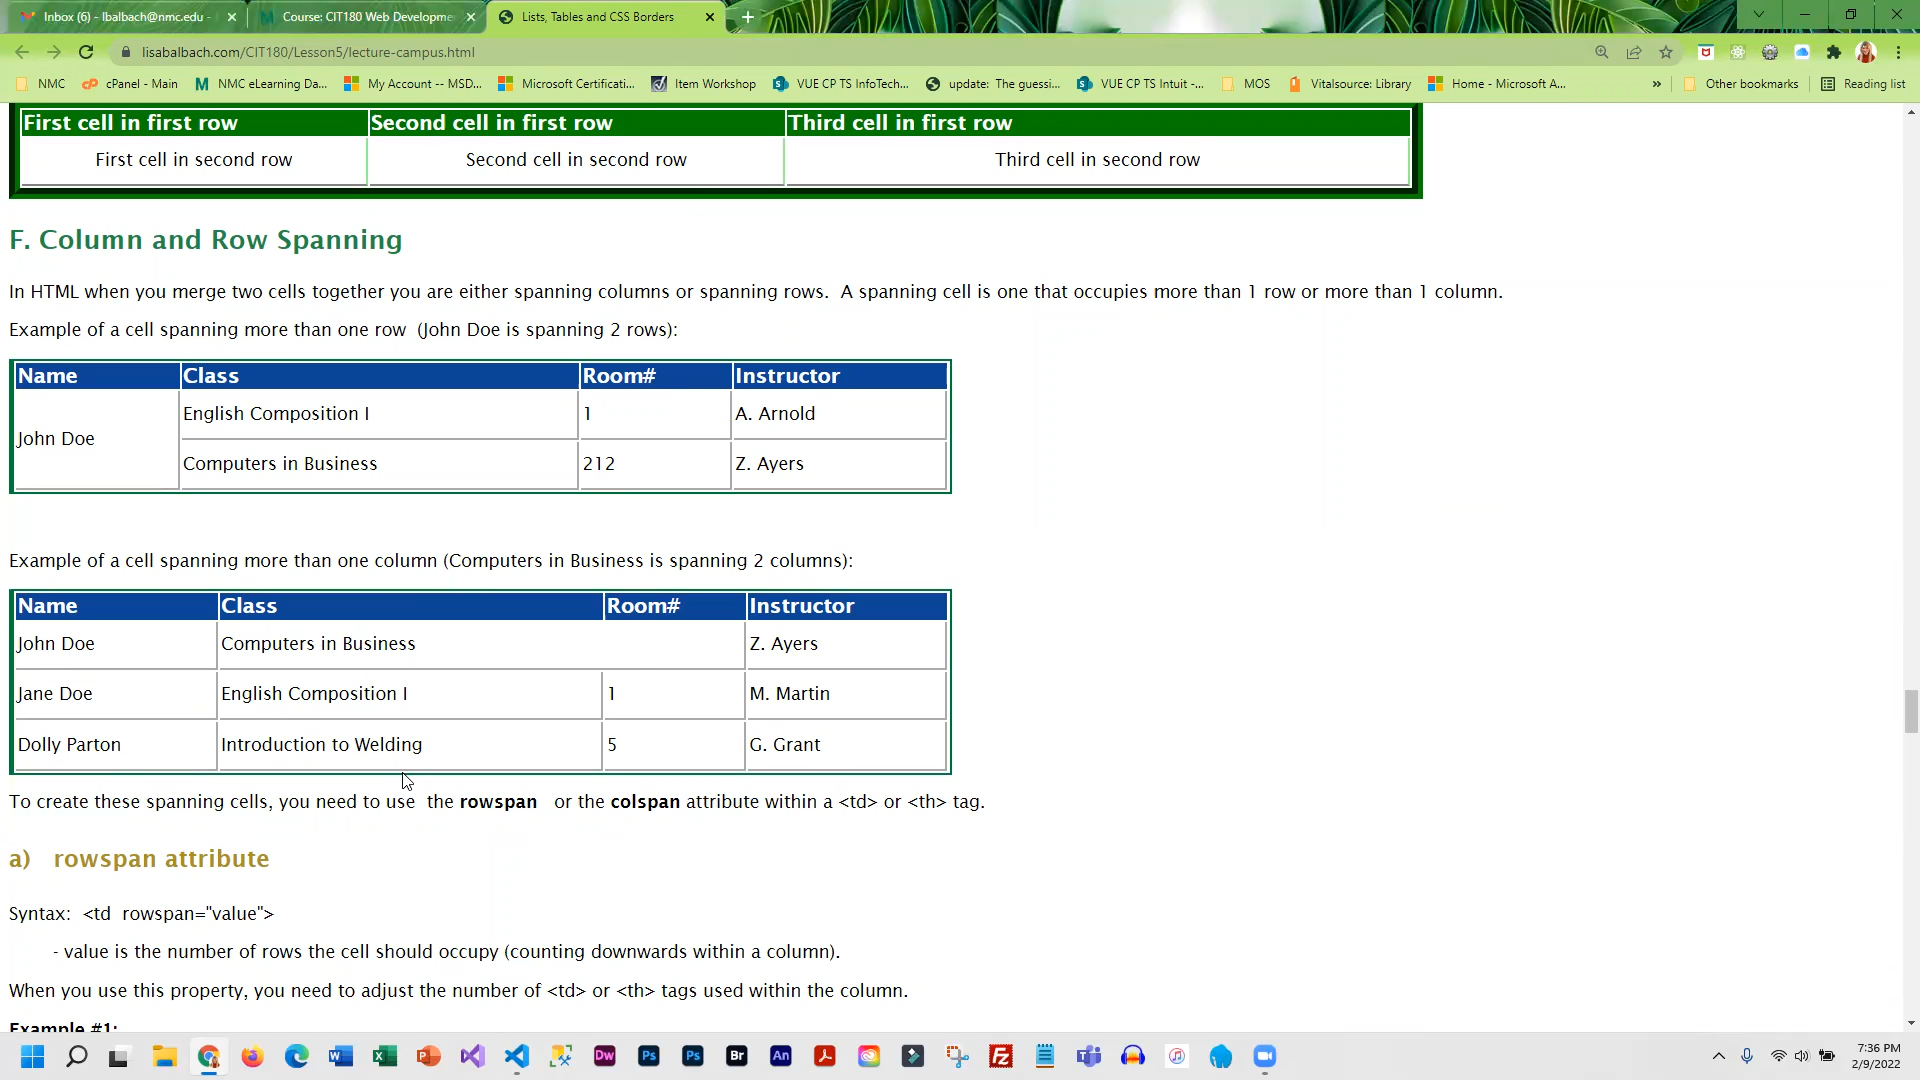 Inbox (6) - lbalbach@nmc.edu -
Course: CIT180 Web Developme
Lists, Tables and CSS Borders
lisabalbach.com/CIT180/Lesson5/lecture-campus.html
NMC
cPanel - Main
NMC eLearning Da...
My Account -- MSD...
Microsoft Certificati...
Item Workshop
VUE CP TS InfoTech...
update: The guessi...
VUE CP TS Intuit -...
MOS
Vitalsource: Library
Home - Microsoft A...
»
Other bookmarks
Reading list
First cell in first row Second cell in first row Third cell in first row
First cell in second row Second cell in second row Third cell in second row
F. Column and Row Spanning
In HTML when you merge two cells together you are either spanning columns or spanning rows.  A spanning cell is one that occupies more than 1 row or more than 1 column.
Example of a cell spanning more than one row  (John Doe is spanning 2 rows):
Name Class Room# Instructor
English Composition I 1 A. Arnold
John Doe
Computers in Business 212 Z. Ayers
Example of a cell spanning more than one column (Computers in Business is spanning 2 columns):
Name Class Room# Instructor
John Doe Computers in Business Z. Ayers
Jane Doe English Composition I 1 M. Martin
Dolly Parton Introduction to Welding 5 G. Grant
To create these spanning cells, you need to use  the rowspan   or the colspan attribute within a <td> or <th> tag.
a)   rowspan attribute
Syntax:  <td  rowspan="value">
- value is the number of rows the cell should occupy (counting downwards within a column).
When you use this property, you need to adjust the number of <td> or <th> tags used within the column.
Example #1:
7:36 PM
2/9/2022